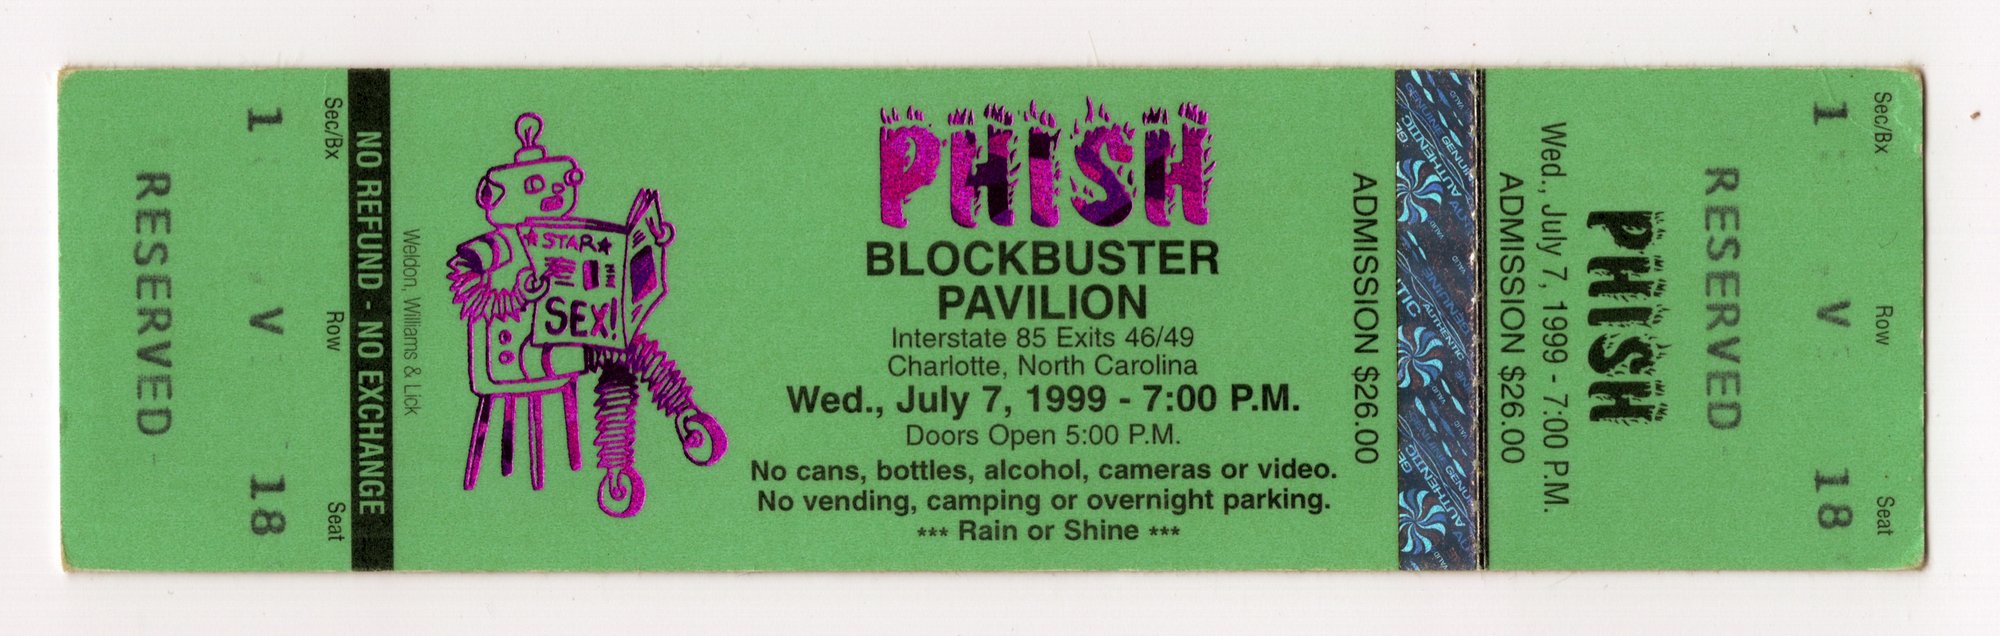 Sec/Bx Row Seat
1 V 18
RESERVED
NO REFUND - NO EXCHANGE
Weldon, Williams & Lick
STAR
SEX!
PHISH
BLOCKBUSTER
PAVILION
Interstate 85 Exits 46/49
Charlotte, North Carolina
Wed., July 7, 1999 - 7:00 P.M.
Doors Open 5:00 P.M.
No cans, bottles, alcohol, cameras or video.
No vending, camping or overnight parking.
*** Rain or Shine ***
ADMISSION $26.00
GENUINE
AUTHENTIC
VALID
Sec/Bx Row Seat
1 V 18
RESERVED
PHISH
Wed., July 7, 1999 - 7:00 P.M.
ADMISSION $26.00